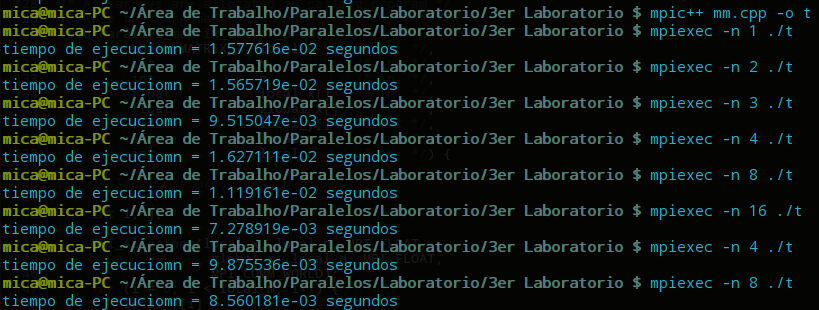 mica@mica-PC ~/Área de Trabalho/Paralelos/Laboratorio/3er Laboratorio $ mpic++ mm.cpp -o t
mica@mica-PC ~/Área de Trabalho/Paralelos/Laboratorio/3er Laboratorio $ mpiexec -n 1 ./t
tiempo de ejecuciomn = 1.577616e-02 segundos
mica@mica-PC ~/Área de Trabalho/Paralelos/Laboratorio/3er Laboratorio $ mpiexec -n 2 ./t
tiempo de ejecuciomn = 1.565719e-02 segundos
mica@mica-PC ~/Área de Trabalho/Paralelos/Laboratorio/3er Laboratorio $ mpiexec -n 3 ./t
tiempo de ejecuciomn = 9.515047e-03 segundos
mica@mica-PC ~/Área de Trabalho/Paralelos/Laboratorio/3er Laboratorio $ mpiexec -n 4 ./t
tiempo de ejecuciomn = 1.627111e-02 segundos
mica@mica-PC ~/Área de Trabalho/Paralelos/Laboratorio/3er Laboratorio $ mpiexec -n 8 ./t
tiempo de ejecuciomn = 1.119161e-02 segundos
mica@mica-PC ~/Área de Trabalho/Paralelos/Laboratorio/3er Laboratorio $ mpiexec -n 16 ./t
tiempo de ejecuciomn = 7.278919e-03 segundos
mica@mica-PC ~/Área de Trabalho/Paralelos/Laboratorio/3er Laboratorio $ mpiexec -n 4 ./t
tiempo de ejecuciomn = 9.875536e-03 segundos
mica@mica-PC ~/Área de Trabalho/Paralelos/Laboratorio/3er Laboratorio $ mpiexec -n 8 ./t
tiempo de ejecuciomn = 8.560181e-03 segundos